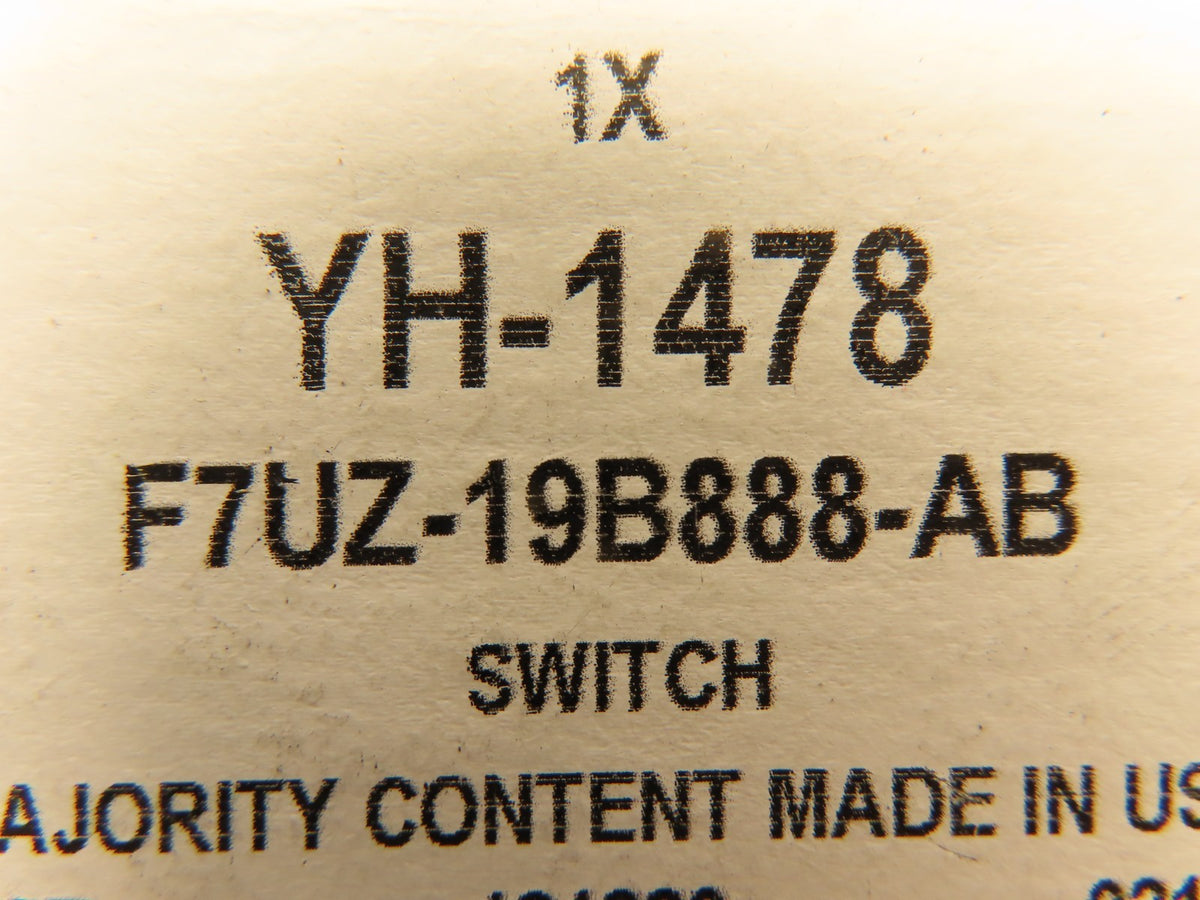 1X
YH-1478
F7UZ-19B888-AB
SWITCH
AJORITY CONTENT MADE IN US